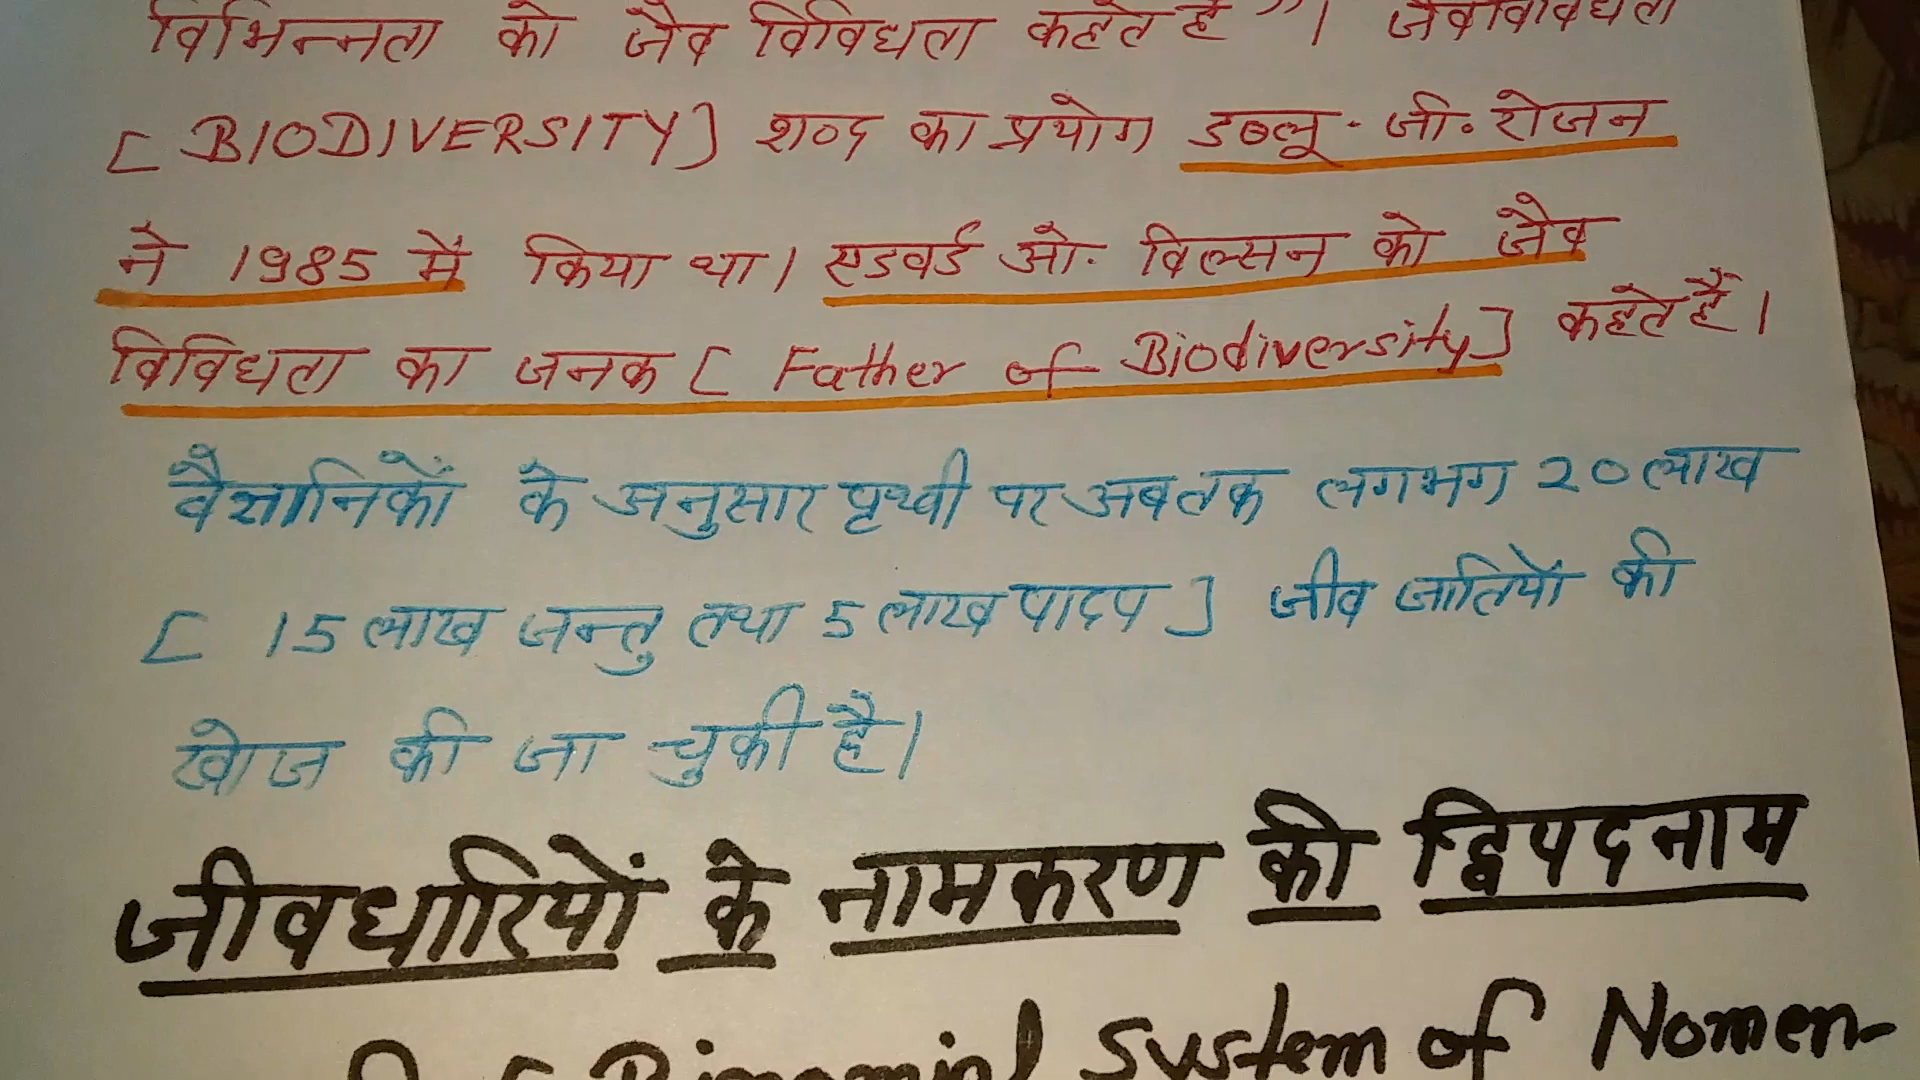 विभिन्नता को जैव विविधता कहते है "। जैवविविधता
[ BIODIVERSITY ] शब्द का प्रयोग डब्लू. जी. रोजन
ने 1985 में किया था। एडवर्ड ओ. विल्सन को जैव
विविधता का जनक [ Father of Biodiversity ] कहते हैं।
वैज्ञानिकों के अनुसार पृथ्वी पर अबतक लगभग 20 लाख
[ 15 लाख जन्तु तथा 5 लाख पादप ] जीव जातियों की
खोज की जा चुकी है।
जीवधारियों के नामकरण की द्विपदनाम
[ Binomial System of Nomen-